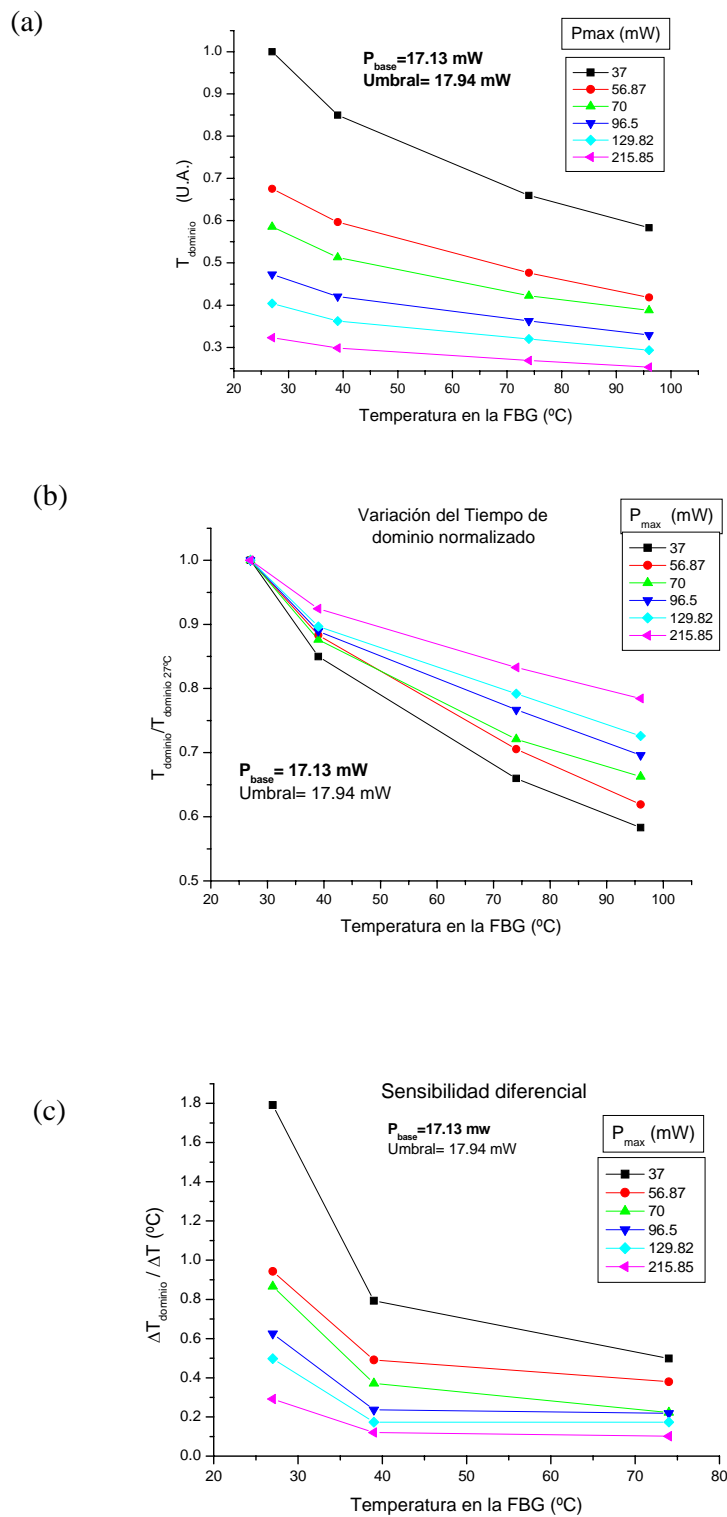 (a)
Pmax (mW)
P_base=17.13 mW
Umbral= 17.94 mW
37
56.87
70
96.5
129.82
215.85
1.0
0.9
0.8
0.7
0.6
0.5
0.4
0.3
T_dominio (U.A.)
20 30 40 50 60 70 80 90 100
Temperatura en la FBG (ºC)
(b)
Variación del Tiempo de
dominio normalizado
P_max (mW)
37
56.87
70
96.5
129.82
215.85
1.0
0.9
0.8
0.7
0.6
0.5
T_dominio/T_dominio 27ºC
P_base= 17.13 mW
Umbral= 17.94 mW
20 30 40 50 60 70 80 90 100
Temperatura en la FBG (ºC)
(c)
Sensibilidad diferencial
P_base=17.13 mw
Umbral= 17.94 mW
P_max (mW)
37
56.87
70
96.5
129.82
215.85
1.8
1.6
1.4
1.2
1.0
0.8
0.6
0.4
0.2
0.0
ΔT_dominio / ΔT (ºC)
20 30 40 50 60 70 80
Temperatura en la FBG (ºC)